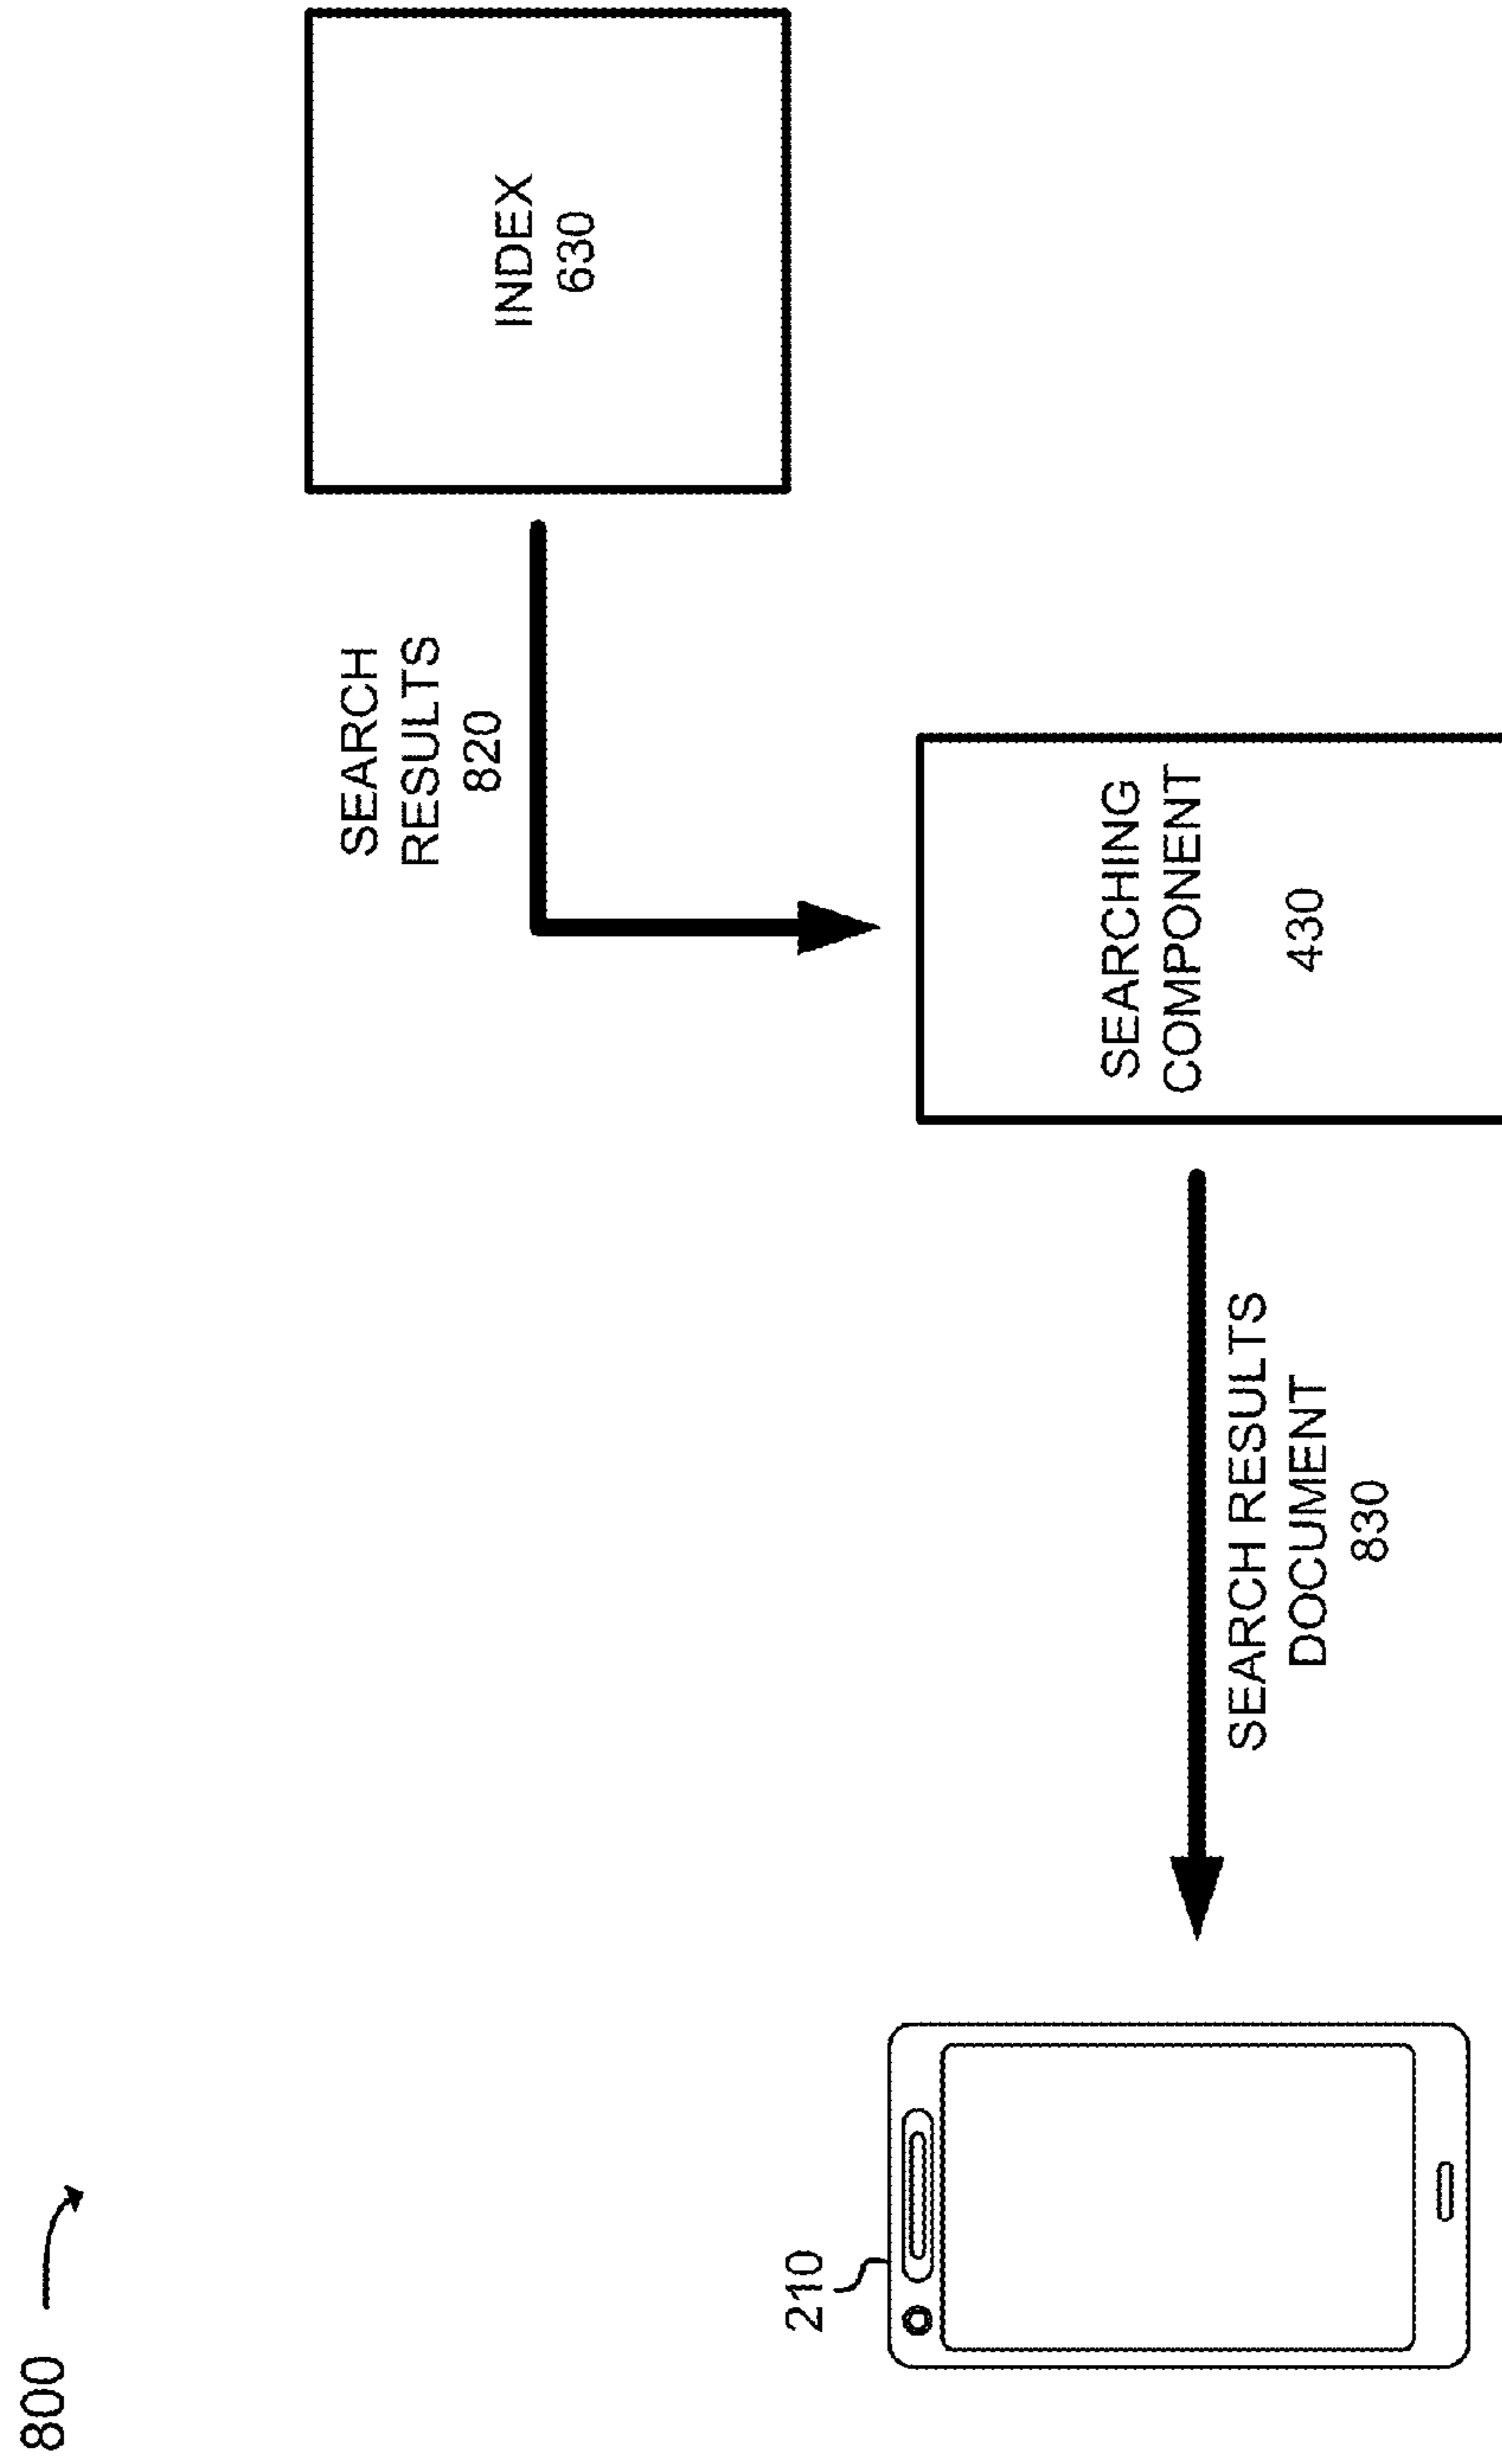 800
210
SEARCH RESULTS
DOCUMENT
830
SEARCHING
COMPONENT
430
SEARCH
RESULTS
820
INDEX
630